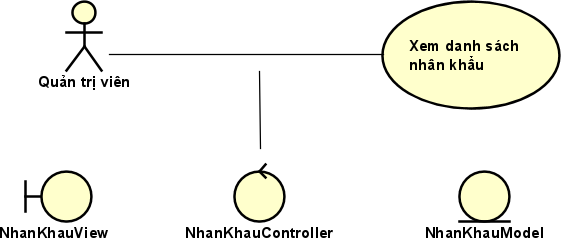 Xem danh sách
nhân khẩu
Quản trị viên
NhanKhauView
NhanKhauController
NhanKhauModel